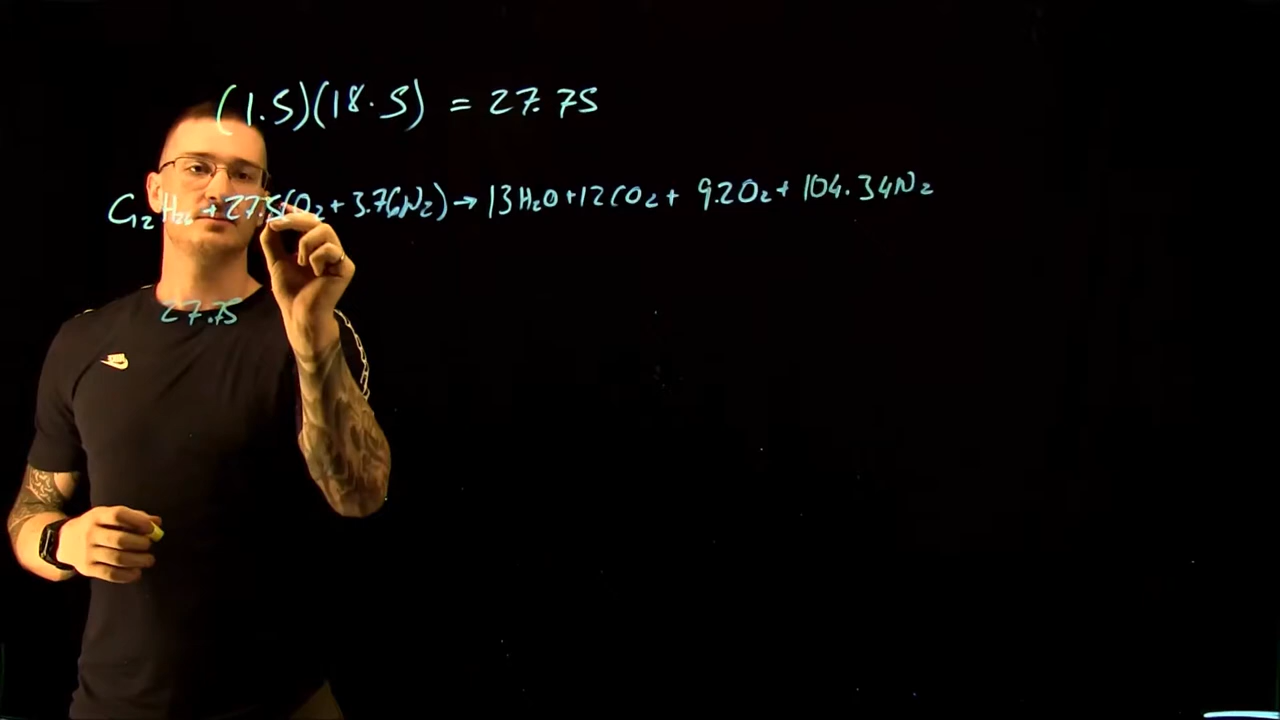 (1.5)(18.5) = 27.75
C₁₂H₂₆ + 27.5(O₂ + 3.76N₂) → 13H₂O + 12CO₂ + 9.2O₂ + 104.34N₂
27.75